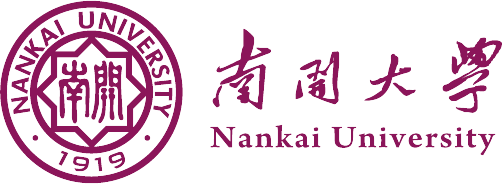 NANKAI UNIVERSITY
南開
· 1919 ·
南開大學
Nankai University